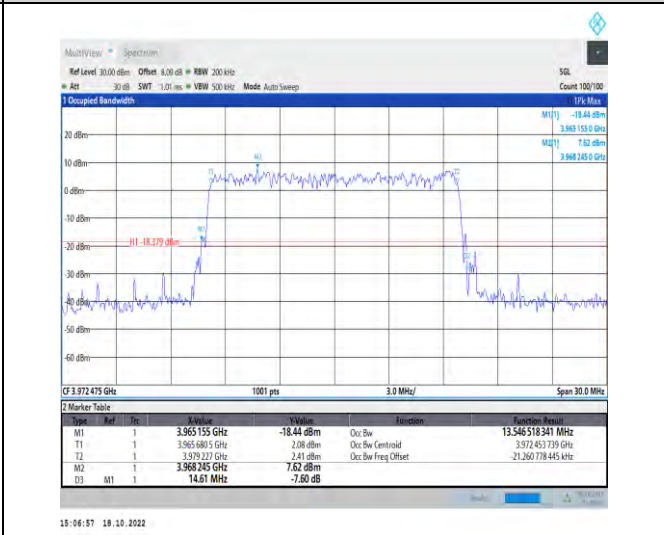 MultiView Spectrum
Ref Level 30.00 dBm Offset 8.00 dB RBW 200 kHz SGL
Att 30 dB SWT 1.01 ms VBW 500 kHz Mode Auto Sweep Count 100/100
1 Occupied Bandwidth 1Pk Max
M1[1] -18.44 dBm
3.965 155 0 GHz
M2[1] 7.62 dBm
3.968 245 0 GHz
20 dBm
10 dBm
M2
T1
T2
0 dBm
-10 dBm
M1
H1 -18.379 dBm
-20 dBm
D3
-30 dBm
-40 dBm
-50 dBm
-60 dBm
CF 3.972 475 GHz 1001 pts 3.0 MHz/ Span 30.0 MHz
2 Marker Table
Type Ref Trc X-Value Y-Value Function Function Result
M1 1 3.965 155 GHz -18.44 dBm Occ Bw 13.546 518 341 MHz
T1 1 3.965 680 5 GHz 2.08 dBm Occ Bw Centroid 3.972 453 739 GHz
T2 1 3.979 227 GHz 2.41 dBm Occ Bw Freq Offset -21.260 778 445 kHz
M2 1 3.968 245 GHz 7.62 dBm
D3 M1 1 14.61 MHz -7.60 dB
15:06:57 18.10.2022